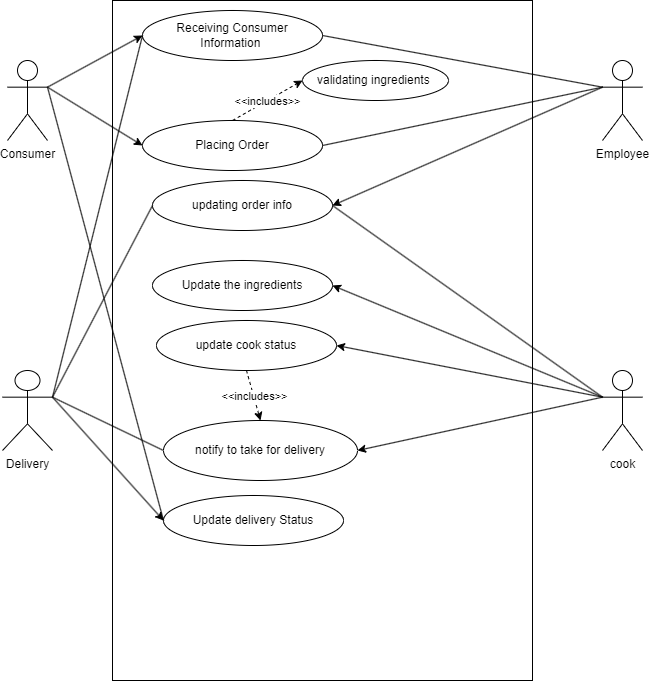 Receiving Consumer
Information
validating ingredients
<<includes>>
Placing Order
Consumer
Employee
updating order info
Update the ingredients
update cook status
<<includes>>
notify to take for delivery
Delivery
cook
Update delivery Status